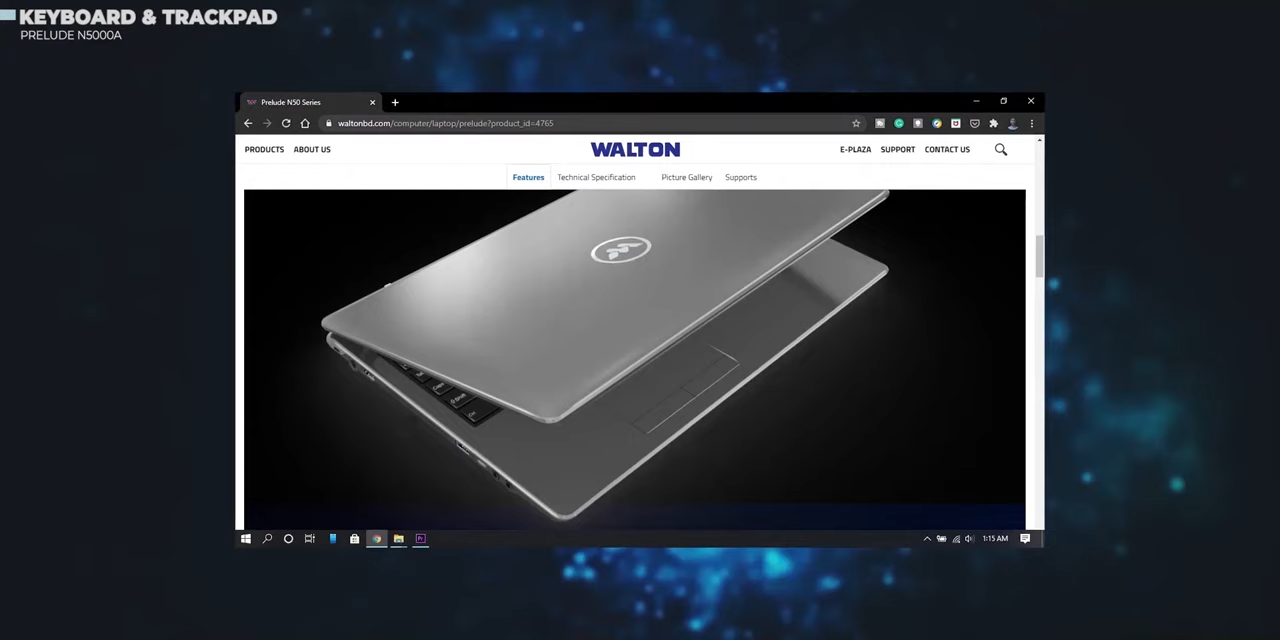 KEYBOARD & TRACKPAD
PRELUDE N5000A
Prelude N50 Series
waltonbd.com/computer/laptop/prelude?product_id=4765
PRODUCTS ABOUT US WALTON E-PLAZA SUPPORT CONTACT US
Features Technical Specification Picture Gallery Supports
1:15 AM